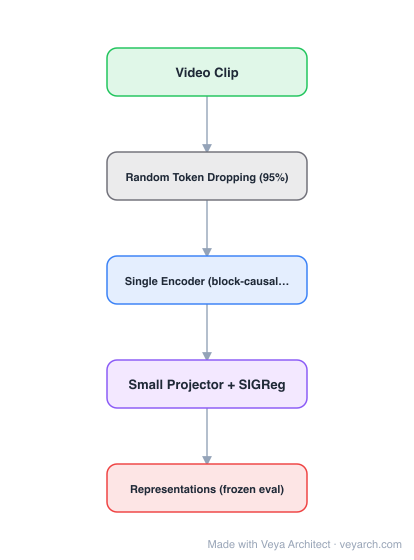 Video Clip
Random Token Dropping (95%)
Single Encoder (block-causal...
Small Projector + SIGReg
Representations (frozen eval)
Made with Veya Architect · veyarch.com